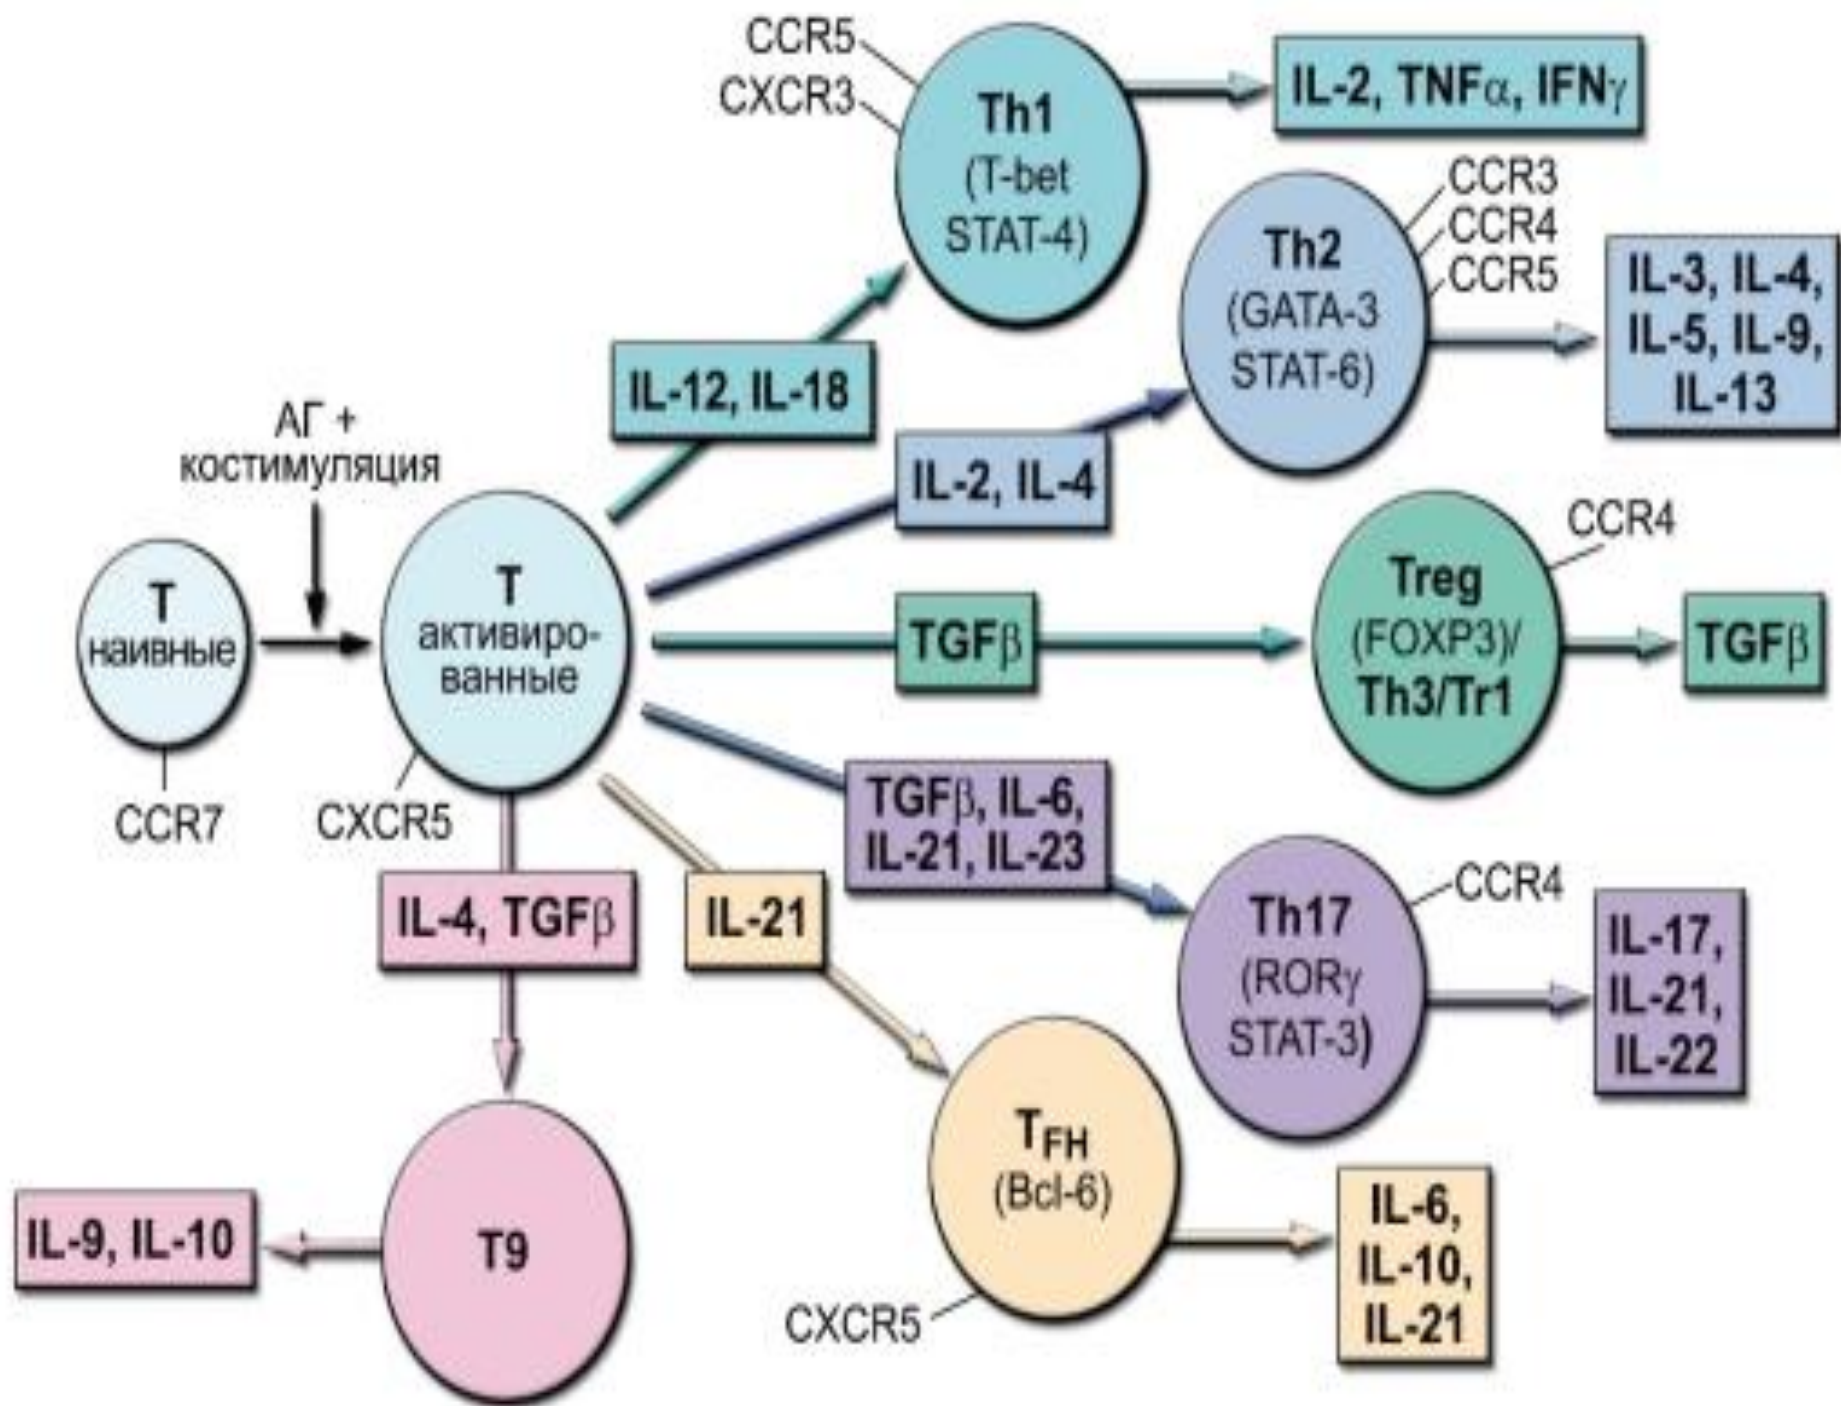 CCR5
CXCR3
Th1
(T-bet
STAT-4)
IL-2, TNFα, IFNγ
CCR3
CCR4
CCR5
Th2
(GATA-3
STAT-6)
IL-3, IL-4,
IL-5, IL-9,
IL-13
IL-12, IL-18
IL-2, IL-4
АГ +
костимуляция
Т
наивные
CCR7
Т
активиро-
ванные
CXCR5
TGFβ
Treg
(FOXP3)/
Th3/Tr1
CCR4
TGFβ
TGFβ, IL-6,
IL-21, IL-23
Th17
(RORγ
STAT-3)
CCR4
IL-17,
IL-21,
IL-22
IL-4, TGFβ
IL-21
TFH
(Bcl-6)
CXCR5
IL-6,
IL-10,
IL-21
T9
IL-9, IL-10